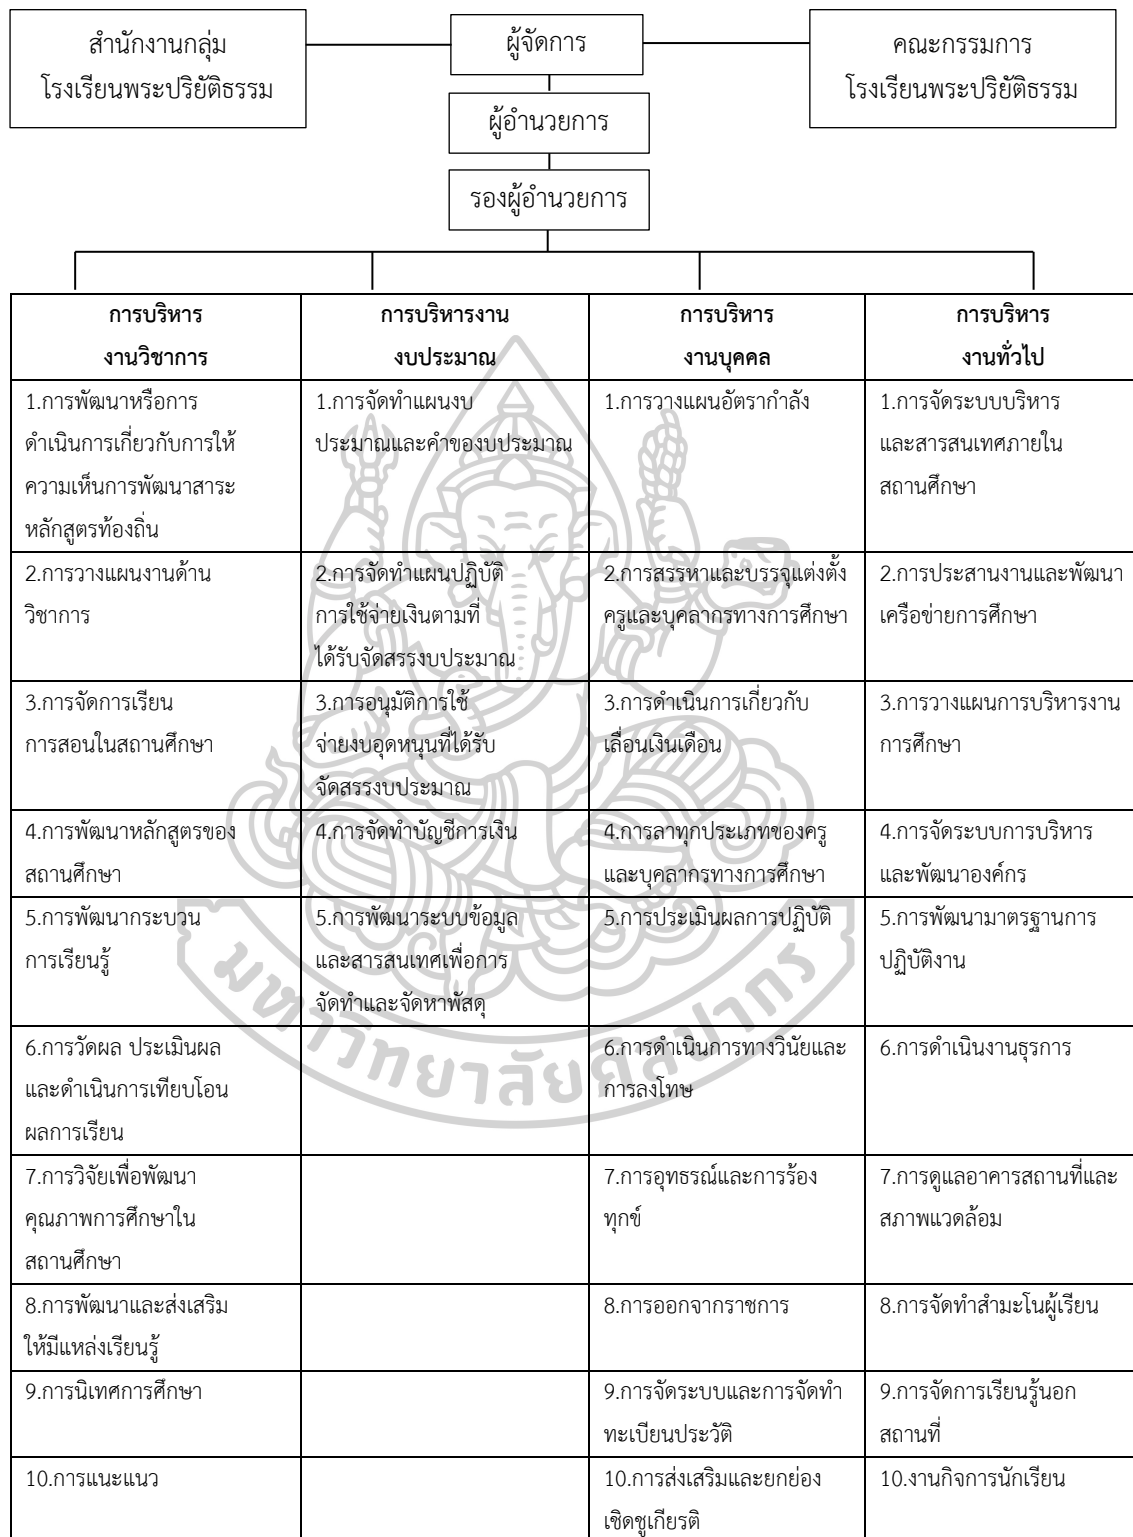 สำนักงานกลุ่ม
โรงเรียนพระปริยัติธรรม
ผู้จัดการ
คณะกรรมการ
โรงเรียนพระปริยัติธรรม
ผู้อำนวยการ
รองผู้อำนวยการ
การบริหาร
งานวิชาการ
การบริหารงาน
งบประมาณ
การบริหาร
งานบุคคล
การบริหาร
งานทั่วไป
1.การพัฒนาหรือการ
ดำเนินการเกี่ยวกับการให้
ความเห็นการพัฒนาสาระ
หลักสูตรท้องถิ่น
1.การจัดทำแผนงบ
ประมาณและคำของบประมาณ
1.การวางแผนอัตรากำลัง
1.การจัดระบบบริหาร
และสารสนเทศภายใน
สถานศึกษา
2.การวางแผนงานด้าน
วิชาการ
2.การจัดทำแผนปฏิบัติ
การใช้จ่ายเงินตามที่
ได้รับจัดสรรงบประมาณ
2.การสรรหาและบรรจุแต่งตั้ง
ครูและบุคลากรทางการศึกษา
2.การประสานงานและพัฒนา
เครือข่ายการศึกษา
3.การจัดการเรียน
การสอนในสถานศึกษา
3.การอนุมัติการใช้
จ่ายงบอุดหนุนที่ได้รับ
จัดสรรงบประมาณ
3.การดำเนินการเกี่ยวกับ
เลื่อนเงินเดือน
3.การวางแผนการบริหารงาน
การศึกษา
4.การพัฒนาหลักสูตรของ
สถานศึกษา
4.การจัดทำบัญชีการเงิน
4.การลาทุกประเภทของครู
และบุคลากรทางการศึกษา
4.การจัดระบบการบริหาร
และพัฒนาองค์กร
5.การพัฒนากระบวน
การเรียนรู้
5.การพัฒนาระบบข้อมูล
และสารสนเทศเพื่อการ
จัดทำและจัดหาพัสดุ
5.การประเมินผลการปฏิบัติ
5.การพัฒนามาตรฐานการ
ปฏิบัติงาน
6.การวัดผล ประเมินผล
และดำเนินการเทียบโอน
ผลการเรียน
6.การดำเนินการทางวินัยและ
การลงโทษ
6.การดำเนินงานธุรการ
7.การวิจัยเพื่อพัฒนา
คุณภาพการศึกษาใน
สถานศึกษา
7.การอุทธรณ์และการร้อง
ทุกข์
7.การดูแลอาคารสถานที่และ
สภาพแวดล้อม
8.การพัฒนาและส่งเสริม
ให้มีแหล่งเรียนรู้
8.การออกจากราชการ
8.การจัดทำสำมะโนผู้เรียน
9.การนิเทศการศึกษา
9.การจัดระบบและการจัดทำ
ทะเบียนประวัติ
9.การจัดการเรียนรู้นอก
สถานที่
10.การแนะแนว
10.การส่งเสริมและยกย่อง
เชิดชูเกียรติ
10.งานกิจการนักเรียน
มหาวิทยาลัยศิลปากร